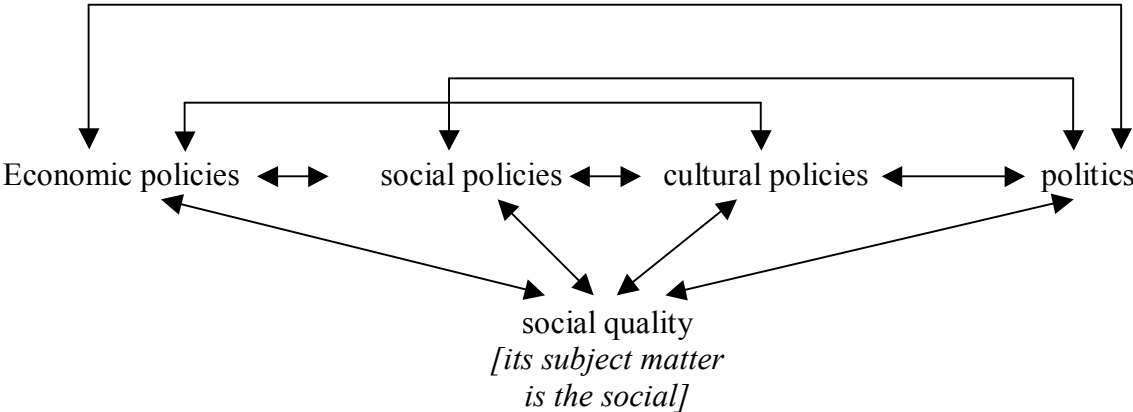 Economic policies social policies cultural policies politics
social quality
[its subject matter
is the social]